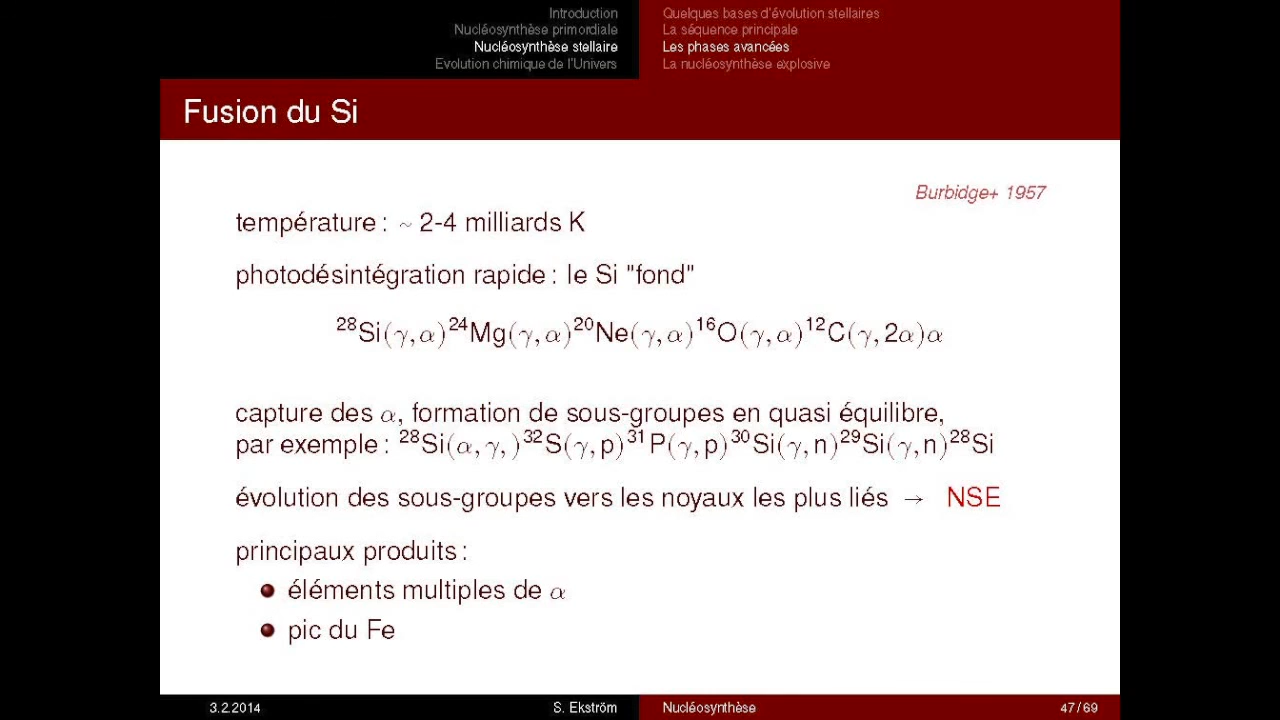 Introduction
Nucléosynthèse primordiale
Nucléosynthèse stellaire
Evolution chimique de l'Univers
Quelques bases d'évolution stellaires
La séquence principale
Les phases avancées
La nucléosynthèse explosive
Fusion du Si
Burbidge+ 1957
température : ~ 2-4 milliards K
photodésintégration rapide : le Si "fond"
²⁸Si(γ, α)²⁴Mg(γ, α)²⁰Ne(γ, α)¹⁶O(γ, α)¹²C(γ, 2α)α
capture des α, formation de sous-groupes en quasi équilibre,
par exemple : ²⁸Si(α, γ, )³²S(γ, p)³¹P(γ, p)³⁰Si(γ, n)²⁹Si(γ, n)²⁸Si
évolution des sous-groupes vers les noyaux les plus liés → NSE
principaux produits :
éléments multiples de α
pic du Fe
3.2.2014
S. Ekström
Nucléosynthèse
47/69